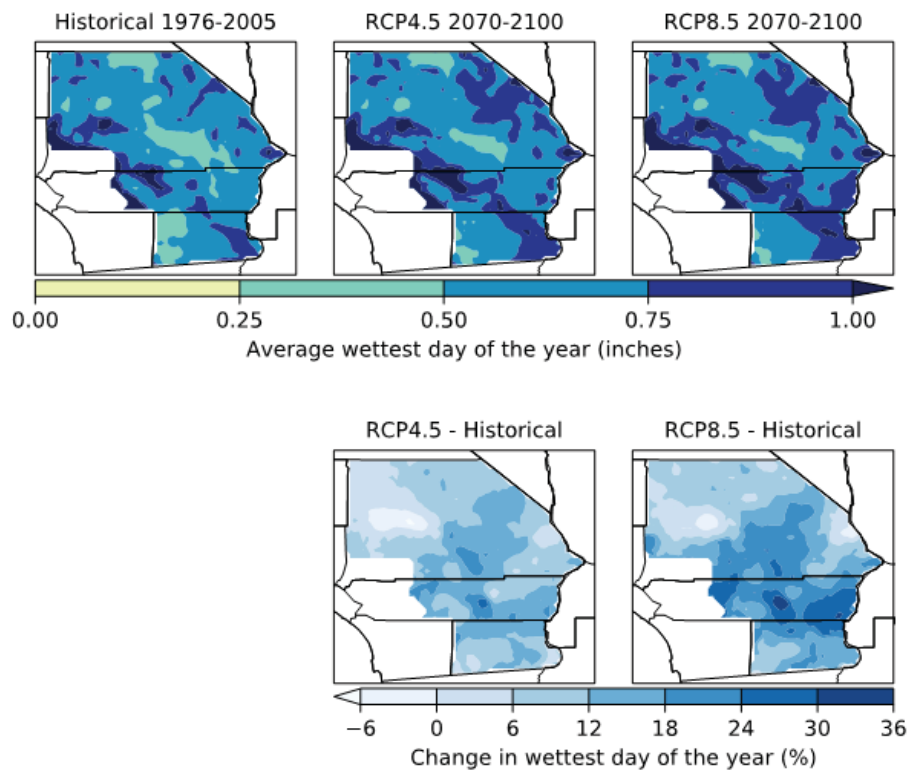 Historical 1976-2005 RCP4.5 2070-2100 RCP8.5 2070-2100
0.00 0.25 0.50 0.75 1.00
Average wettest day of the year (inches)
RCP4.5 - Historical RCP8.5 - Historical
−6 0 6 12 18 24 30 36
Change in wettest day of the year (%)